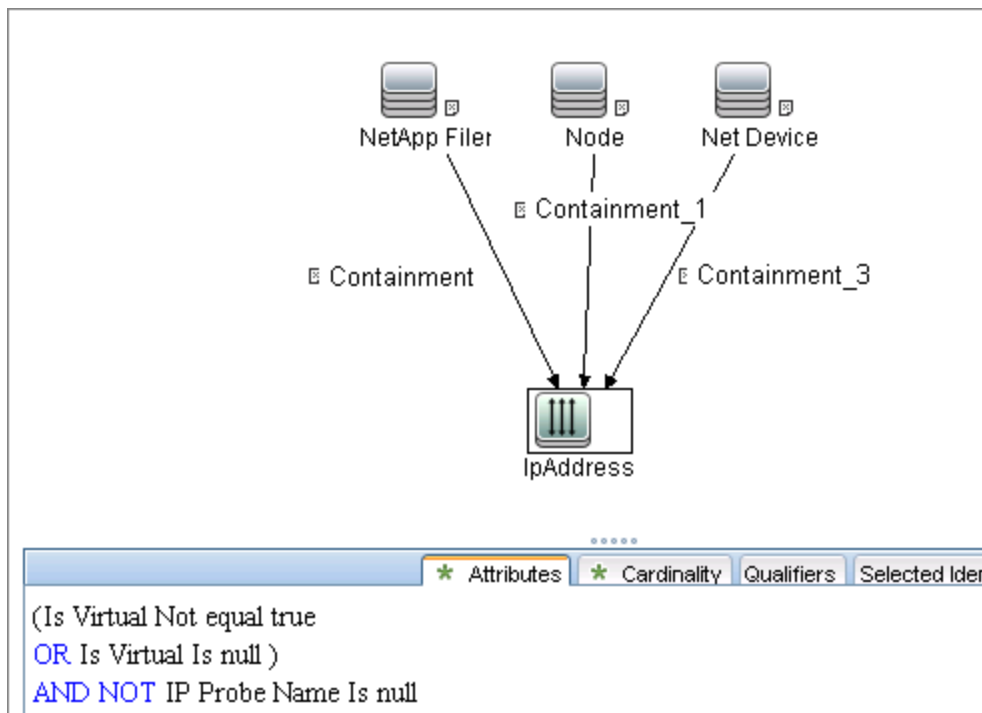 NetApp Filer
Node
Net Device
Containment_1
Containment
Containment_3
IpAddress
* Attributes
* Cardinality
Qualifiers
Selected Iden
(Is Virtual Not equal true
OR Is Virtual Is null )
AND NOT IP Probe Name Is null